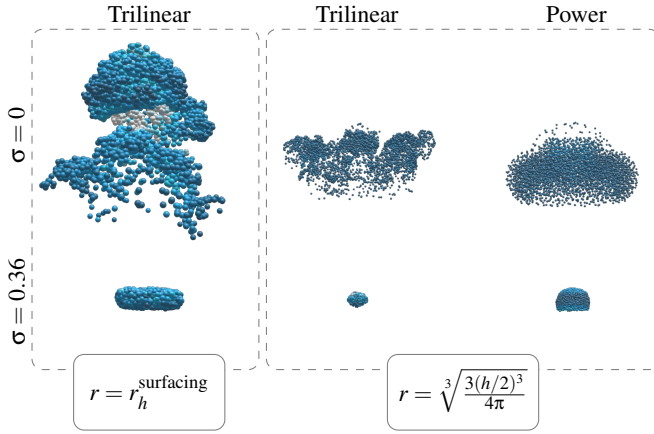 Trilinear Trilinear Power
σ = 0
σ = 0.36
r = r_h^surfacing
r = ∛(3(h/2)³/4π)